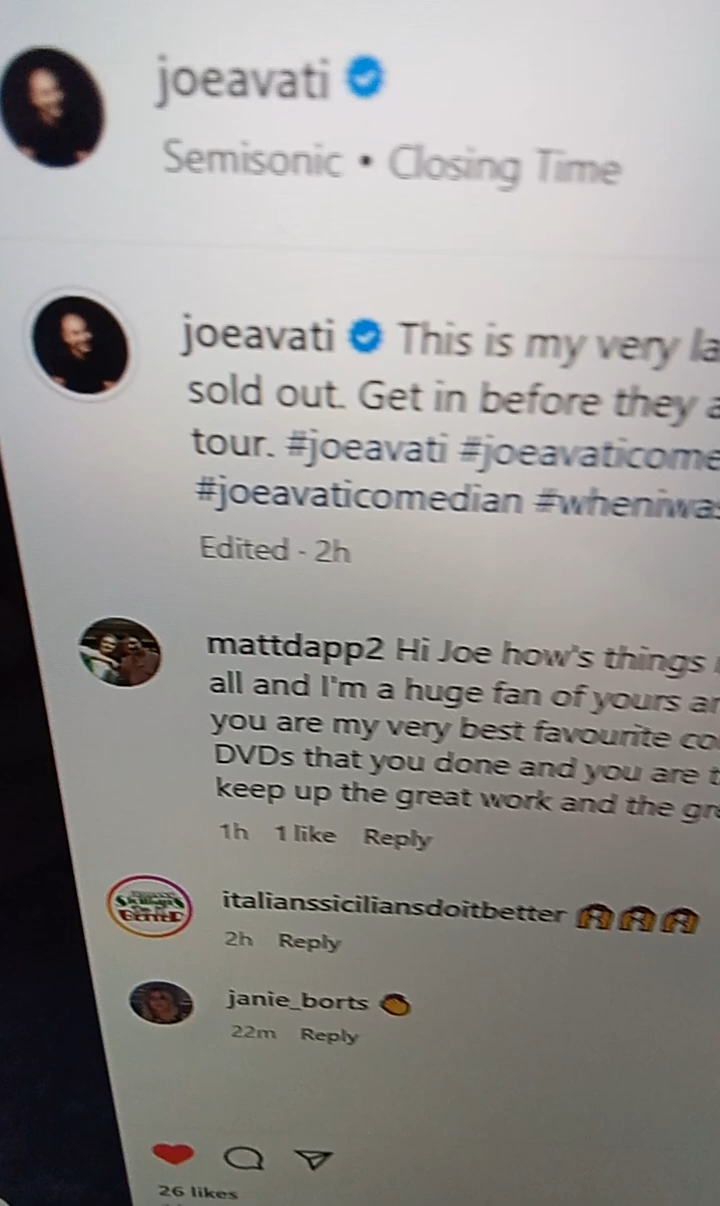 joeavati
Semisonic • Closing Time
joeavati This is my very la
sold out. Get in before they a
tour. #joeavati #joeavaticome
#joeavaticomedian #wheniwas
Edited · 2h
mattdapp2 Hi Joe how's things
all and I'm a huge fan of yours an
you are my very best favourite co
DVDs that you done and you are t
keep up the great work and the gr
1h 1 like Reply
italianssiciliansdoitbetter
2h Reply
janie_borts
22m Reply
26 likes